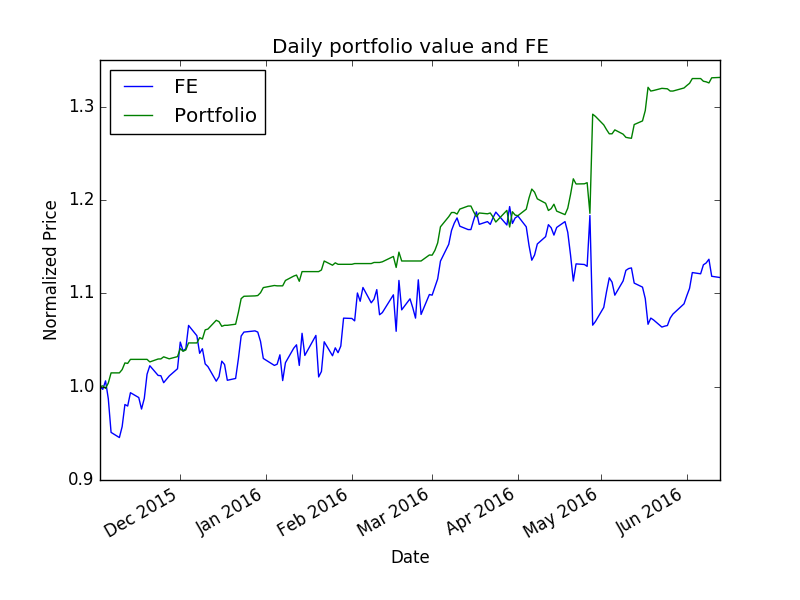 Daily portfolio value and FE
FE
Portfolio
Normalized Price
1.3
1.2
1.1
1.0
0.9
Dec 2015
Jan 2016
Feb 2016
Mar 2016
Apr 2016
May 2016
Jun 2016
Date